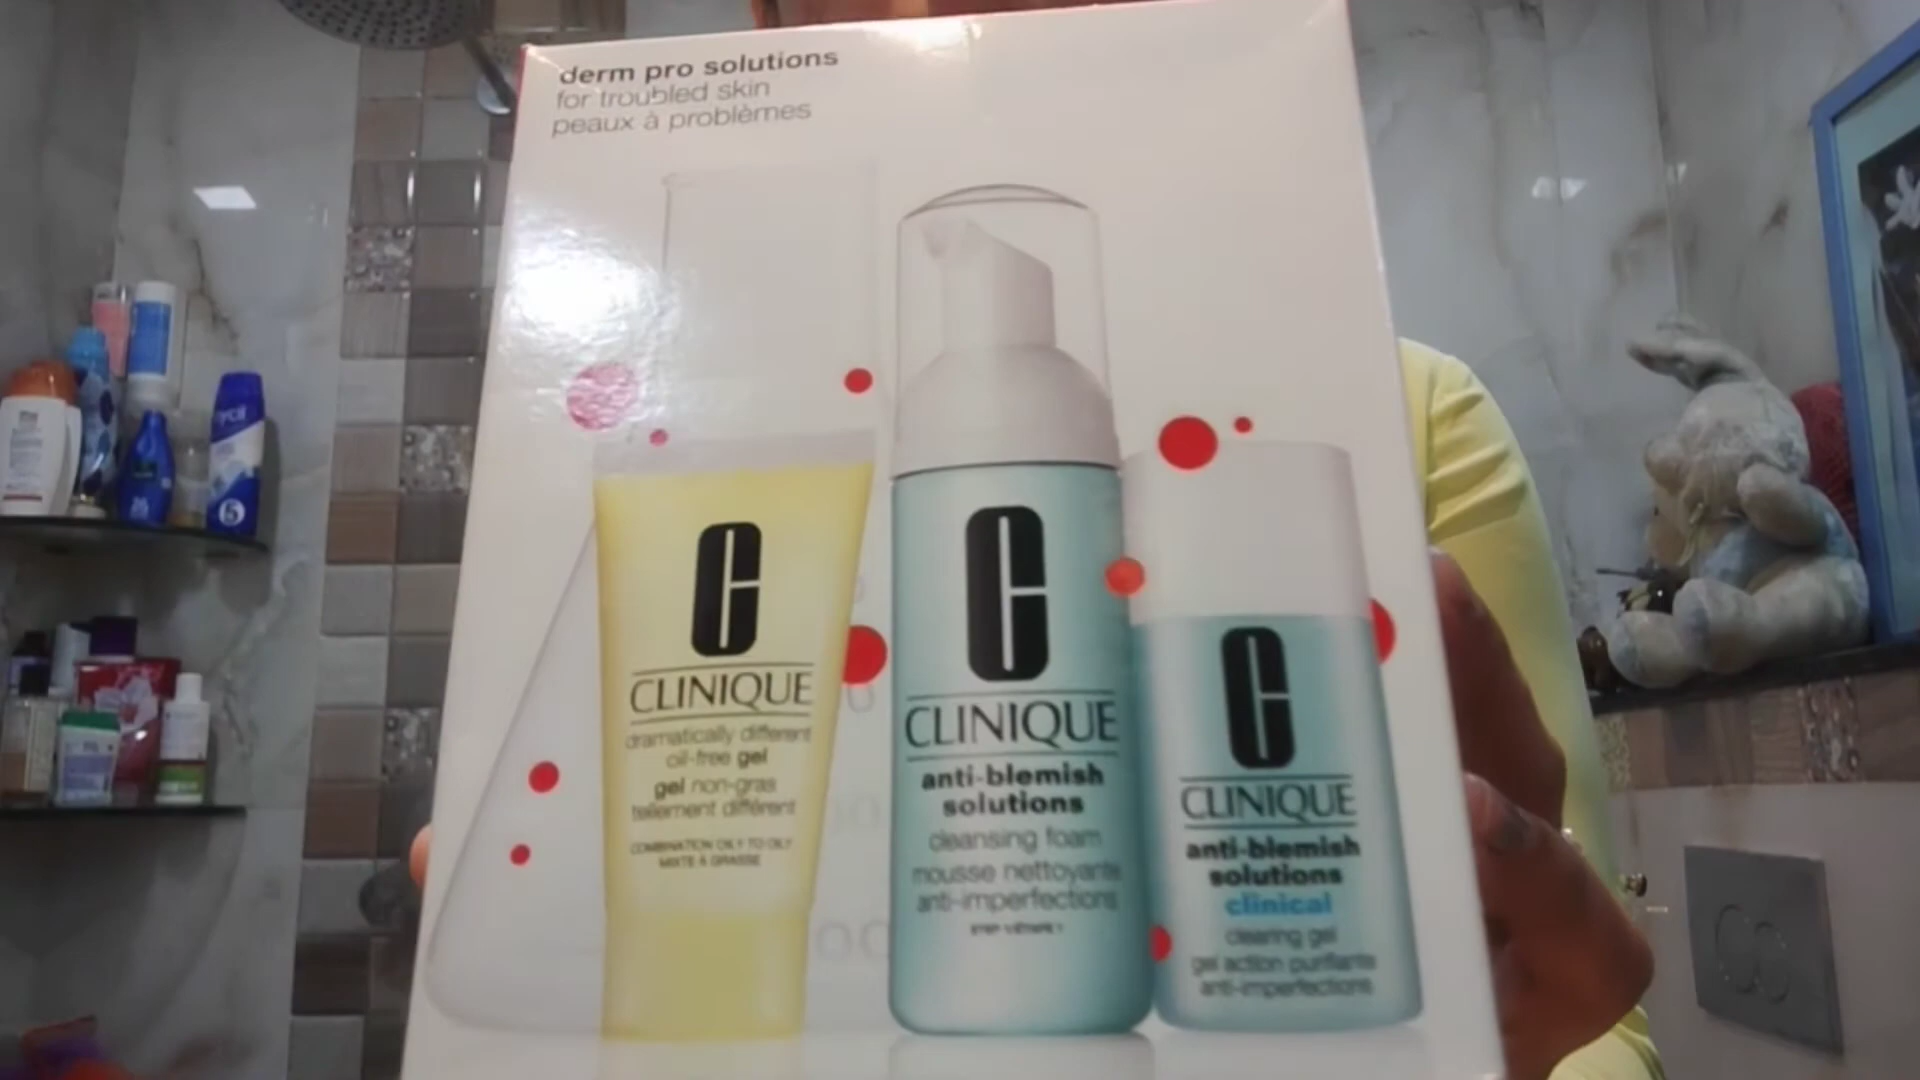 derm pro solutions
for troubled skin
peaux à problèmes
C
CLINIQUE
dramatically different
oil-free gel
gel non-gras
tellement différent
COMBINATION OILY TO OILY
MIXTE À GRASSE
C
CLINIQUE
anti-blemish
solutions
cleansing foam
mousse nettoyante
anti-imperfections
C
CLINIQUE
anti-blemish
solutions
clinical
clearing gel
gel action purifiante
anti-imperfections
5